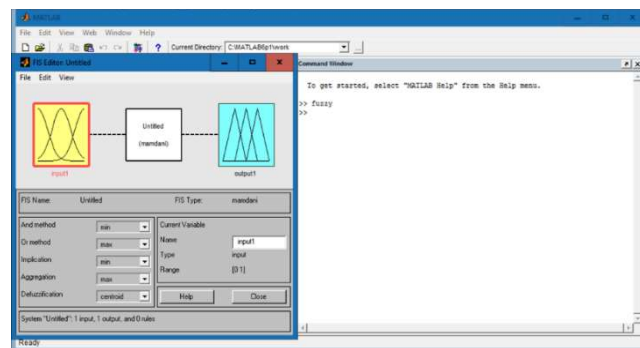 MATLAB
File Edit View Web Window Help
? Current Directory: C:\MATLAB6p1\work ...
FIS Editor: Untitled
File Edit View
Untitled
(mamdani)
input1
output1
FIS Name: Untitled FIS Type: mamdani
And method min
Or method max
Implication min
Aggregation max
Defuzzification centroid
Current Variable
Name input1
Type input
Range [0 1]
Help Close
System "Untitled": 1 input, 1 output, and 0 rules
Ready
Command Window
To get started, select "MATLAB Help" from the Help menu.
>> fuzzy
>>